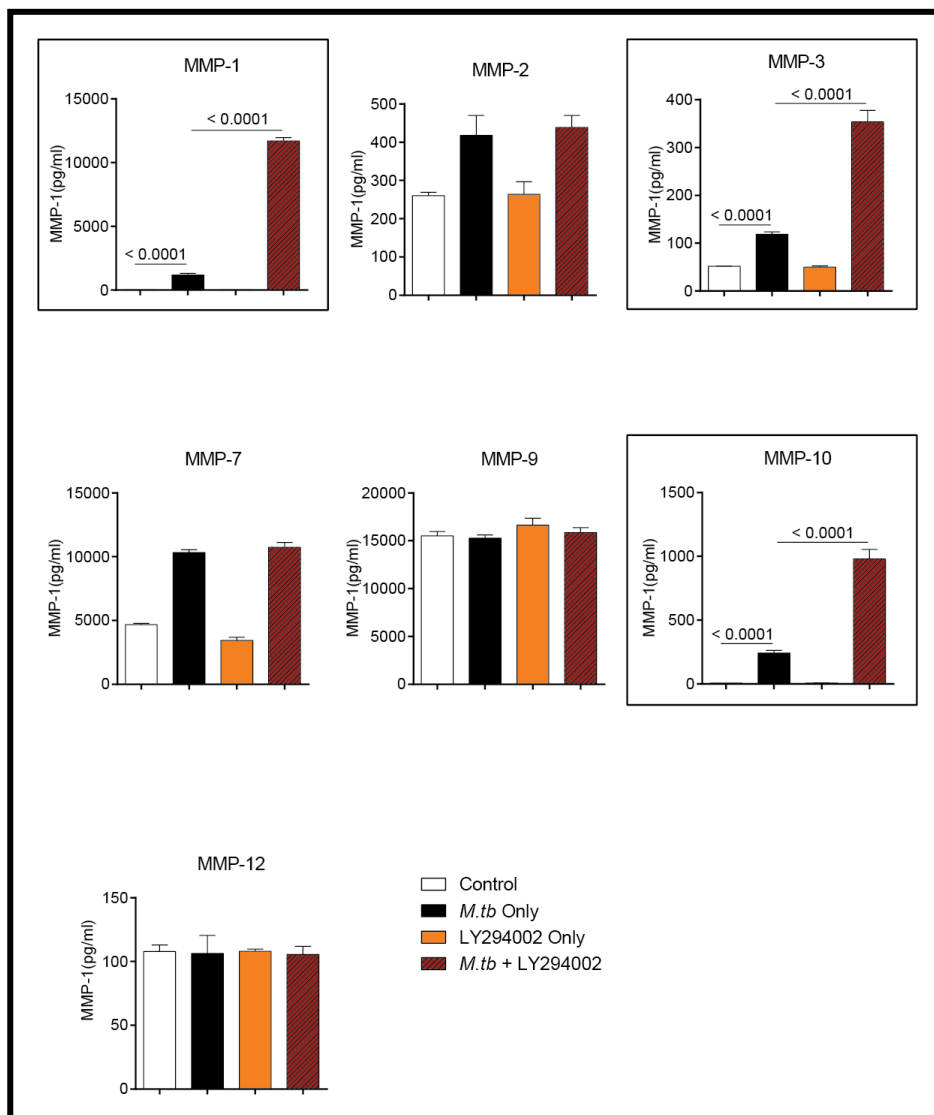 MMP-1
MMP-1(pg/ml)
15000
10000
5000
0
< 0.0001
< 0.0001
MMP-2
MMP-1(pg/ml)
500
400
300
200
100
0
MMP-3
MMP-1(pg/ml)
400
300
200
100
0
< 0.0001
< 0.0001
MMP-7
MMP-1(pg/ml)
15000
10000
5000
0
MMP-9
MMP-1(pg/ml)
20000
15000
10000
5000
0
MMP-10
MMP-1(pg/ml)
1500
1000
500
0
< 0.0001
< 0.0001
MMP-12
MMP-1(pg/ml)
150
100
50
0
Control
M.tb Only
LY294002 Only
M.tb + LY294002